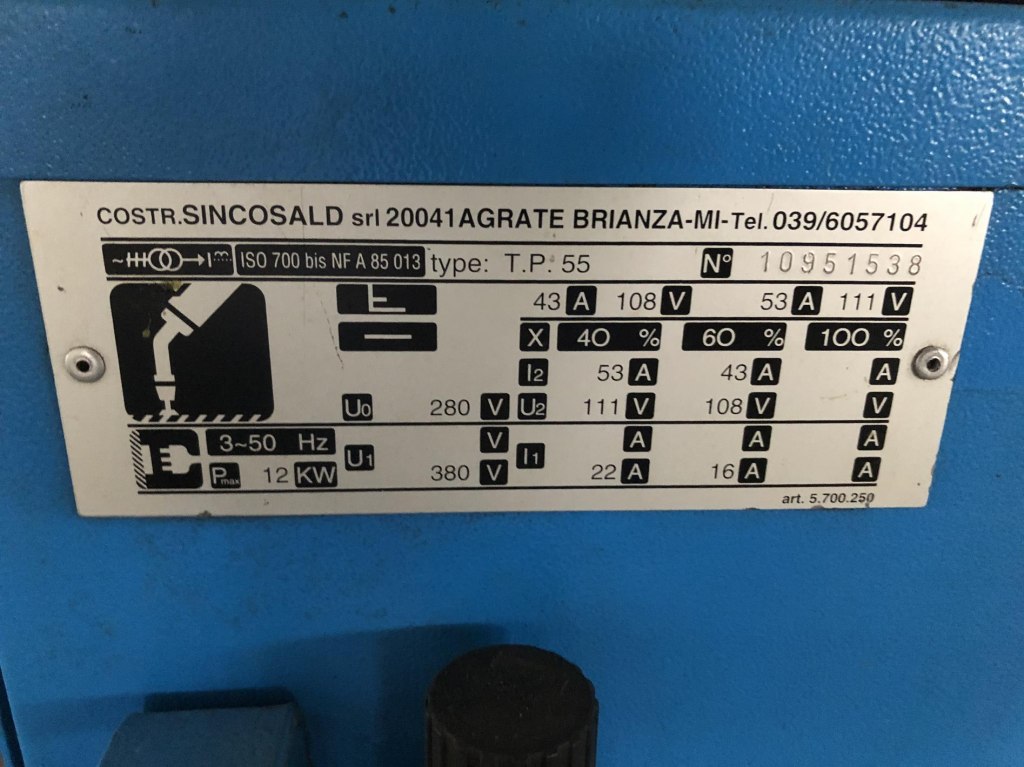 COSTR.SINCOSALD srl 20041 AGRATE BRIANZA-MI-Tel. 039/6057104
ISO 700 bis NF A 85 013 type: T.P. 55 N° 10951538
43 A 108 V 53 A 111 V
X 40 % 60 % 100 %
I2 53 A 43 A A
U0 280 V U2 111 V 108 V V
3~50 Hz U1 V I1 A A A
Pmax 12 KW 380 V 22 A 16 A A
art. 5.700.250